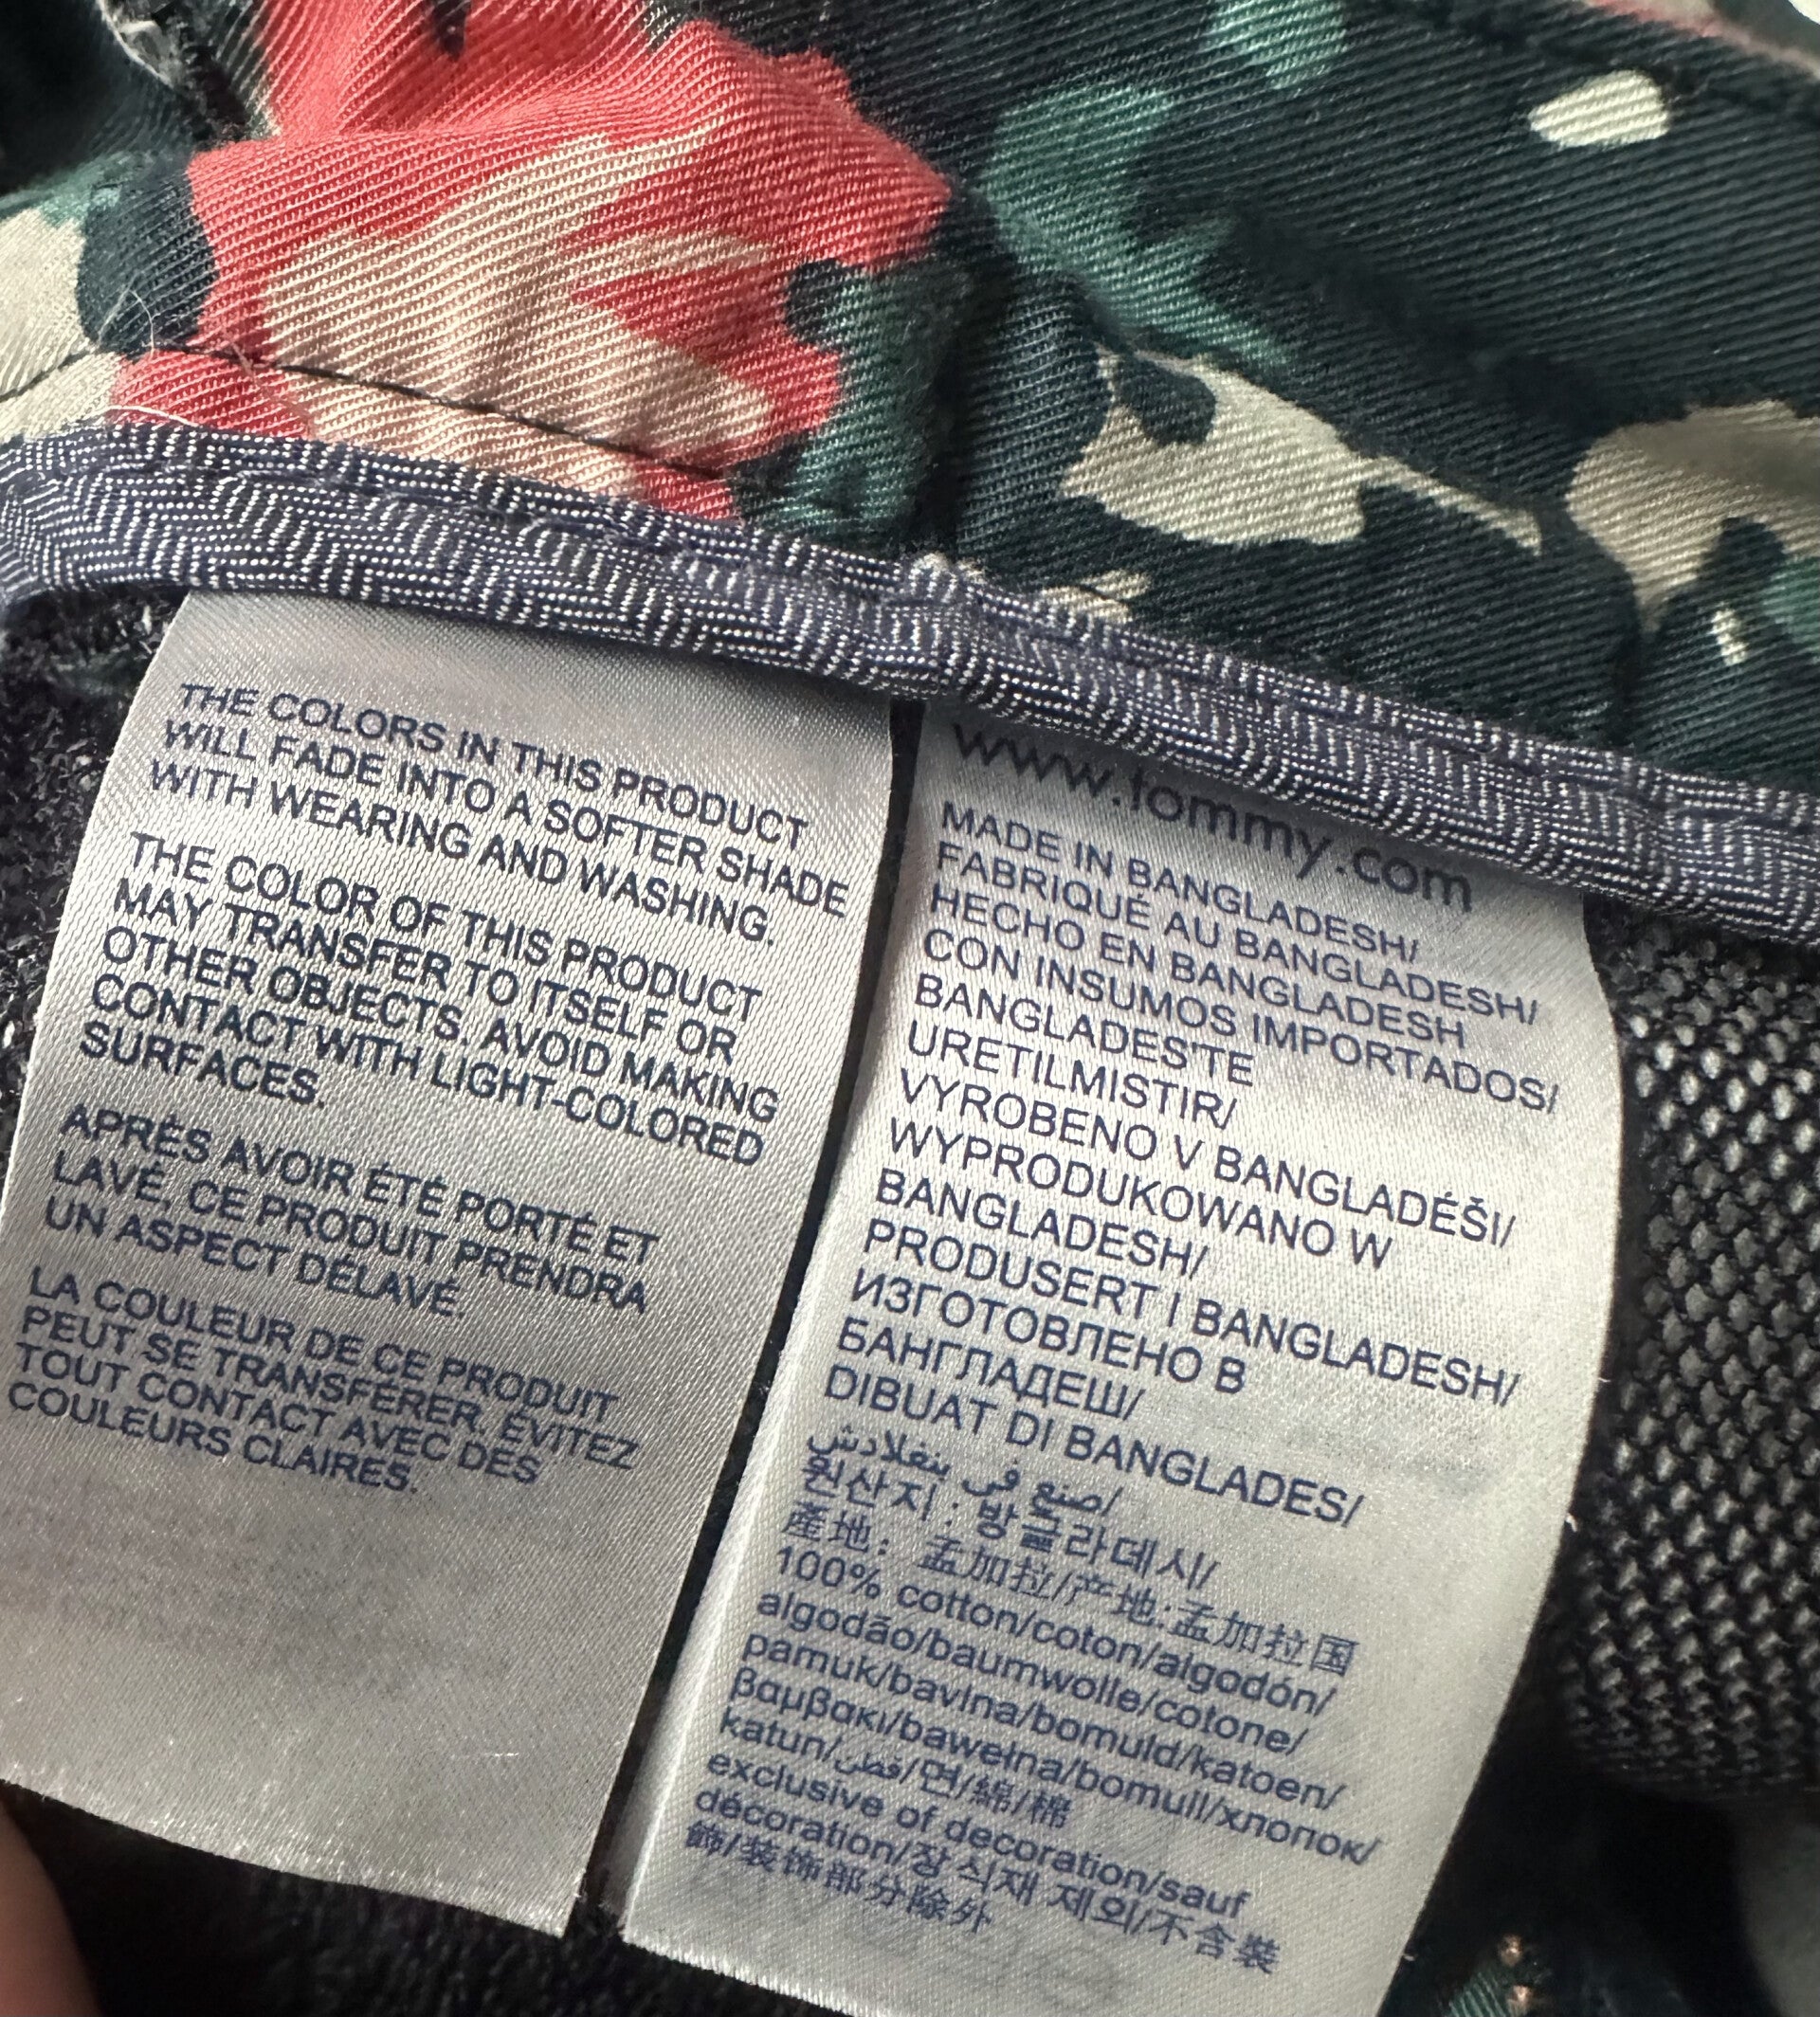 THE COLORS IN THIS PRODUCT
WILL FADE INTO A SOFTER SHADE
WITH WEARING AND WASHING.
THE COLOR OF THIS PRODUCT
MAY TRANSFER TO ITSELF OR
OTHER OBJECTS. AVOID MAKING
CONTACT WITH LIGHT-COLORED
SURFACES.
APRÈS AVOIR ÉTÉ PORTÉ ET
LAVÉ, CE PRODUIT PRENDRA
UN ASPECT DÉLAVÉ.
LA COULEUR DE CE PRODUIT
PEUT SE TRANSFÉRER. ÉVITEZ
TOUT CONTACT AVEC DES
COULEURS CLAIRES.
www.tommy.com
MADE IN BANGLADESH/
FABRIQUÉ AU BANGLADESH/
HECHO EN BANGLADESH
CON INSUMOS IMPORTADOS/
BANGLADES'TE
URETILMISTIR/
VYROBENO V BANGLADÉŠI/
WYPRODUKOWANO W
BANGLADESH/
PRODUSERT I BANGLADESH/
ИЗГОТОВЛЕНО В
БАНГЛАДЕШ/
DIBUAT DI BANGLADES/
صنع في بنغلادش/
원산지 : 방글라데시/
產地：孟加拉/产地:孟加拉国
100% cotton/coton/algodón/
algodão/baumwolle/cotone/
pamuk/bavlna/bomuld/katoen/
βαμβακι/bawełna/bomull/хлопок/
katun/قطن/면/綿/棉
exclusive of decoration/sauf
décoration/장식재 제외/不含裝
飾/装饰部分除外